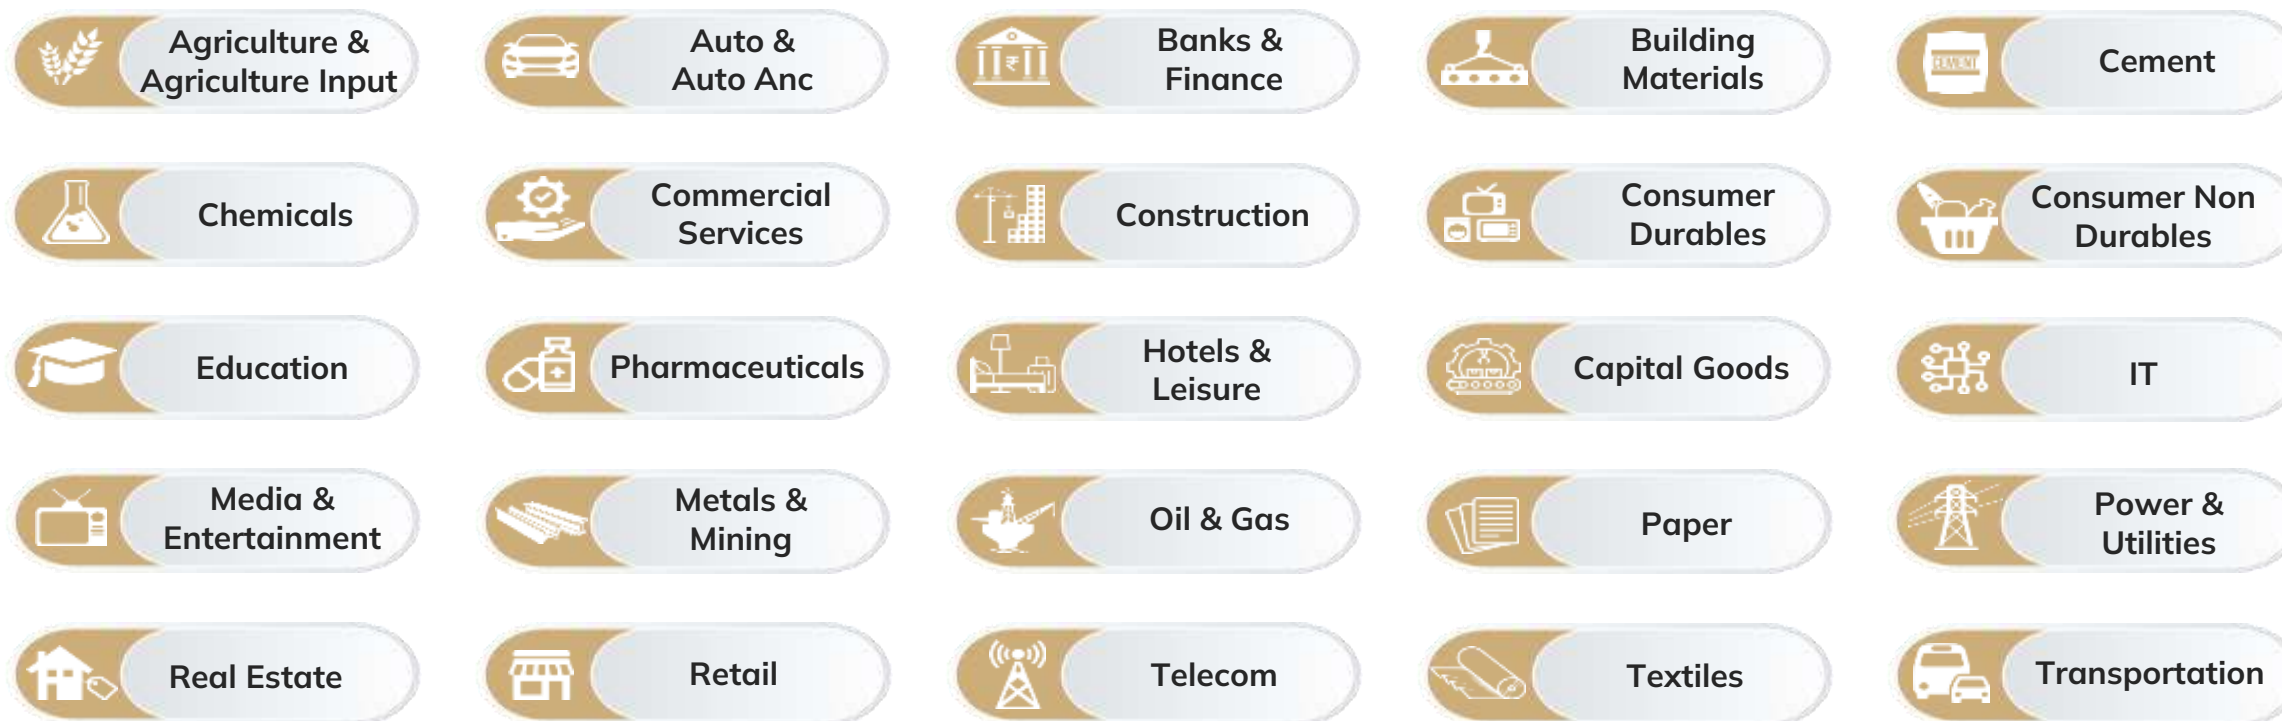 Agriculture &
Agriculture Input
Auto &
Auto Anc
Banks &
Finance
Building
Materials
CEMENT
Cement
Chemicals
Commercial
Services
Construction
Consumer
Durables
Consumer Non
Durables
Education
Pharmaceuticals
Hotels &
Leisure
Capital Goods
IT
Media &
Entertainment
Metals &
Mining
Oil & Gas
Paper
Power &
Utilities
Real Estate
Retail
Telecom
Textiles
Transportation